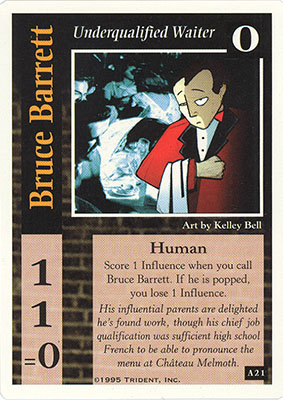 Bruce Barrett
Underqualified Waiter
0
Art by Kelley Bell
1
1
=0
Human
Score 1 Influence when you call
Bruce Barrett. If he is popped,
you lose 1 Influence.
His influential parents are delighted
he's found work, though his chief job
qualification was sufficient high school
French to be able to pronounce the
menu at Château Melmoth.
©1995 TRIDENT, INC.
A21